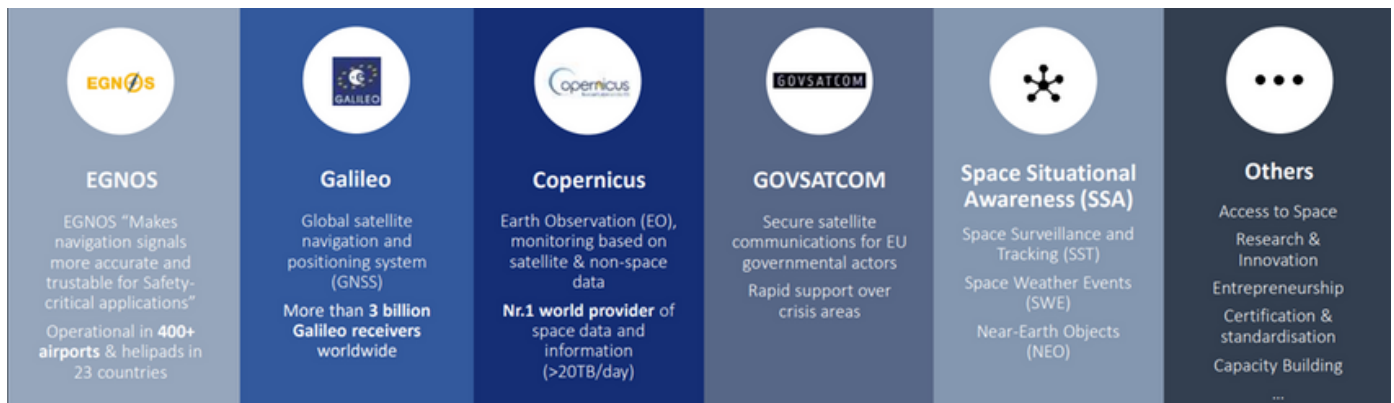 EGNOS
GALILEO
opernicus
GOVSATCOM
EGNOS
EGNOS “Makes
navigation signals
more accurate and
trustable for Safety-
critical applications”
Operational in 400+
airports & helipads in
23 countries
Galileo
Global satellite
navigation and
positioning system
(GNSS)
More than 3 billion
Galileo receivers
worldwide
Copernicus
Earth Observation (EO),
monitoring based on
satellite & non-space
data
Nr.1 world provider of
space data and
information
(>20TB/day)
GOVSATCOM
Secure satellite
communications for EU
governmental actors
Rapid support over
crisis areas
Space Situational
Awareness (SSA)
Space Surveillance and
Tracking (SST)
Space Weather Events
(SWE)
Near-Earth Objects
(NEO)
Others
Access to Space
Research &
Innovation
Entrepreneurship
Certification &
standardisation
Capacity Building
...